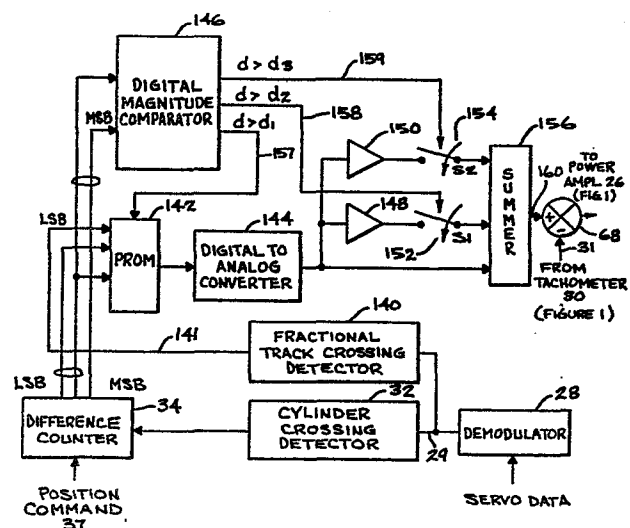 146
DIGITAL
MAGNITUDE
COMPARATOR
MSB
d > d3
159
d > d2
158
d > d1
157
150
154
S2
148
152
S1
156
SUMMER
160
TO
POWER
AMPL. 26
(FIG.1)
+
-
68
31
FROM
TACHOMETER
80
(FIGURE 1)
LSB
142
PROM
144
DIGITAL TO
ANALOG
CONVERTER
141
140
FRACTIONAL
TRACK CROSSING
DETECTOR
LSB
MSB
34
DIFFERENCE
COUNTER
32
CYLINDER
CROSSING
DETECTOR
29
28
DEMODULATOR
POSITION
COMMAND
37
SERVO DATA